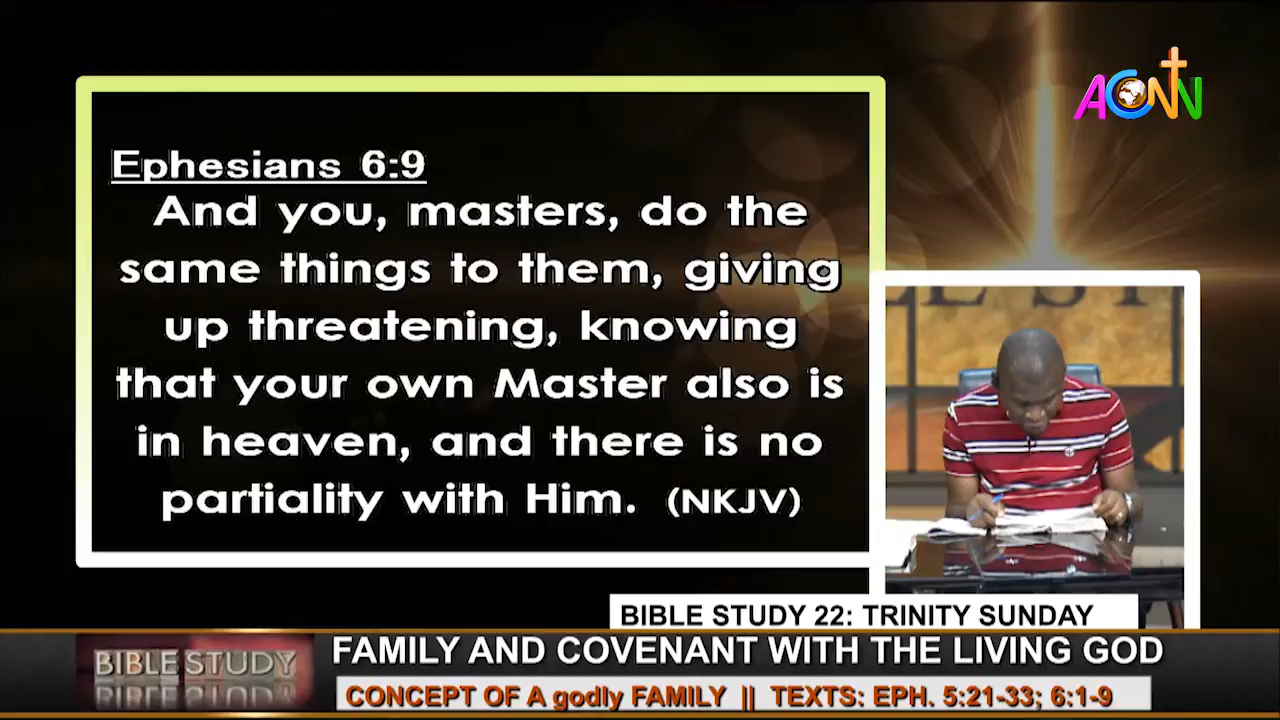 ACNN
Ephesians 6:9
And you, masters, do the
same things to them, giving
up threatening, knowing
that your own Master also is
in heaven, and there is no
partiality with Him. (NKJV)
BIBLE STUDY 22: TRINITY SUNDAY
BIBLE STUDY
FAMILY AND COVENANT WITH THE LIVING GOD
CONCEPT OF A godly FAMILY || TEXTS: EPH. 5:21-33; 6:1-9